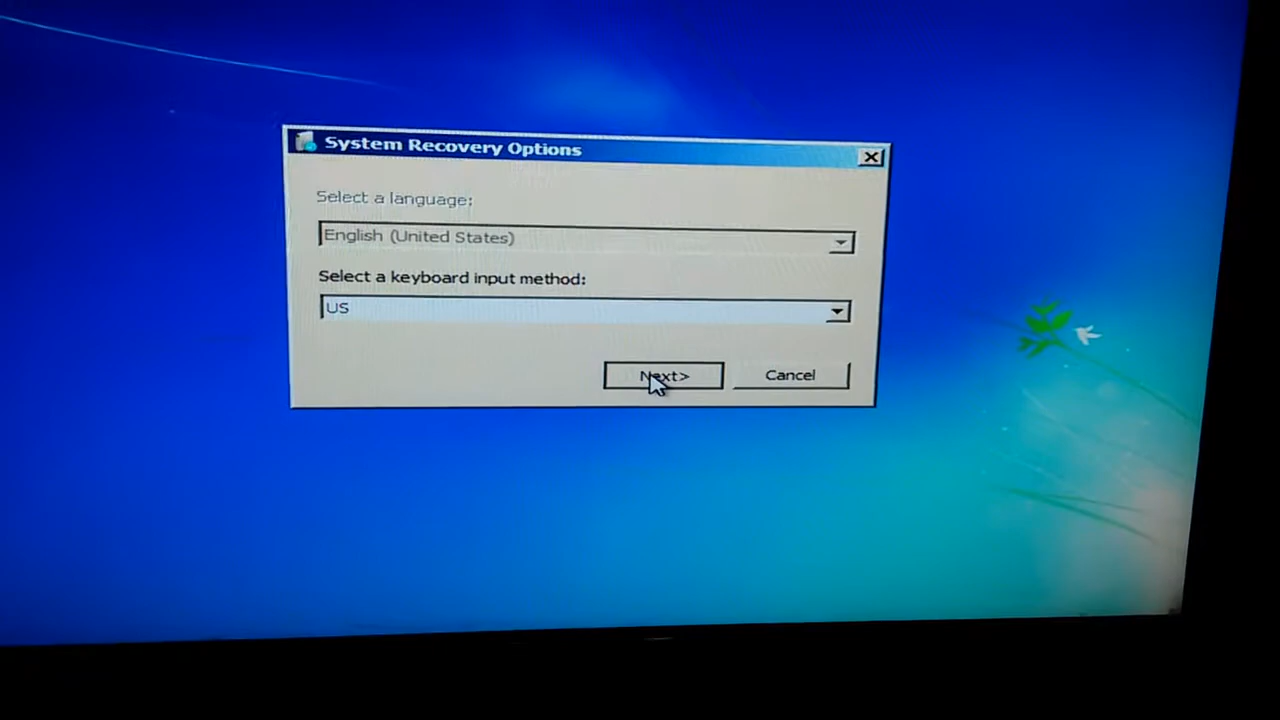 System Recovery Options
Select a language:
English (United States)
Select a keyboard input method:
US
Next>
Cancel